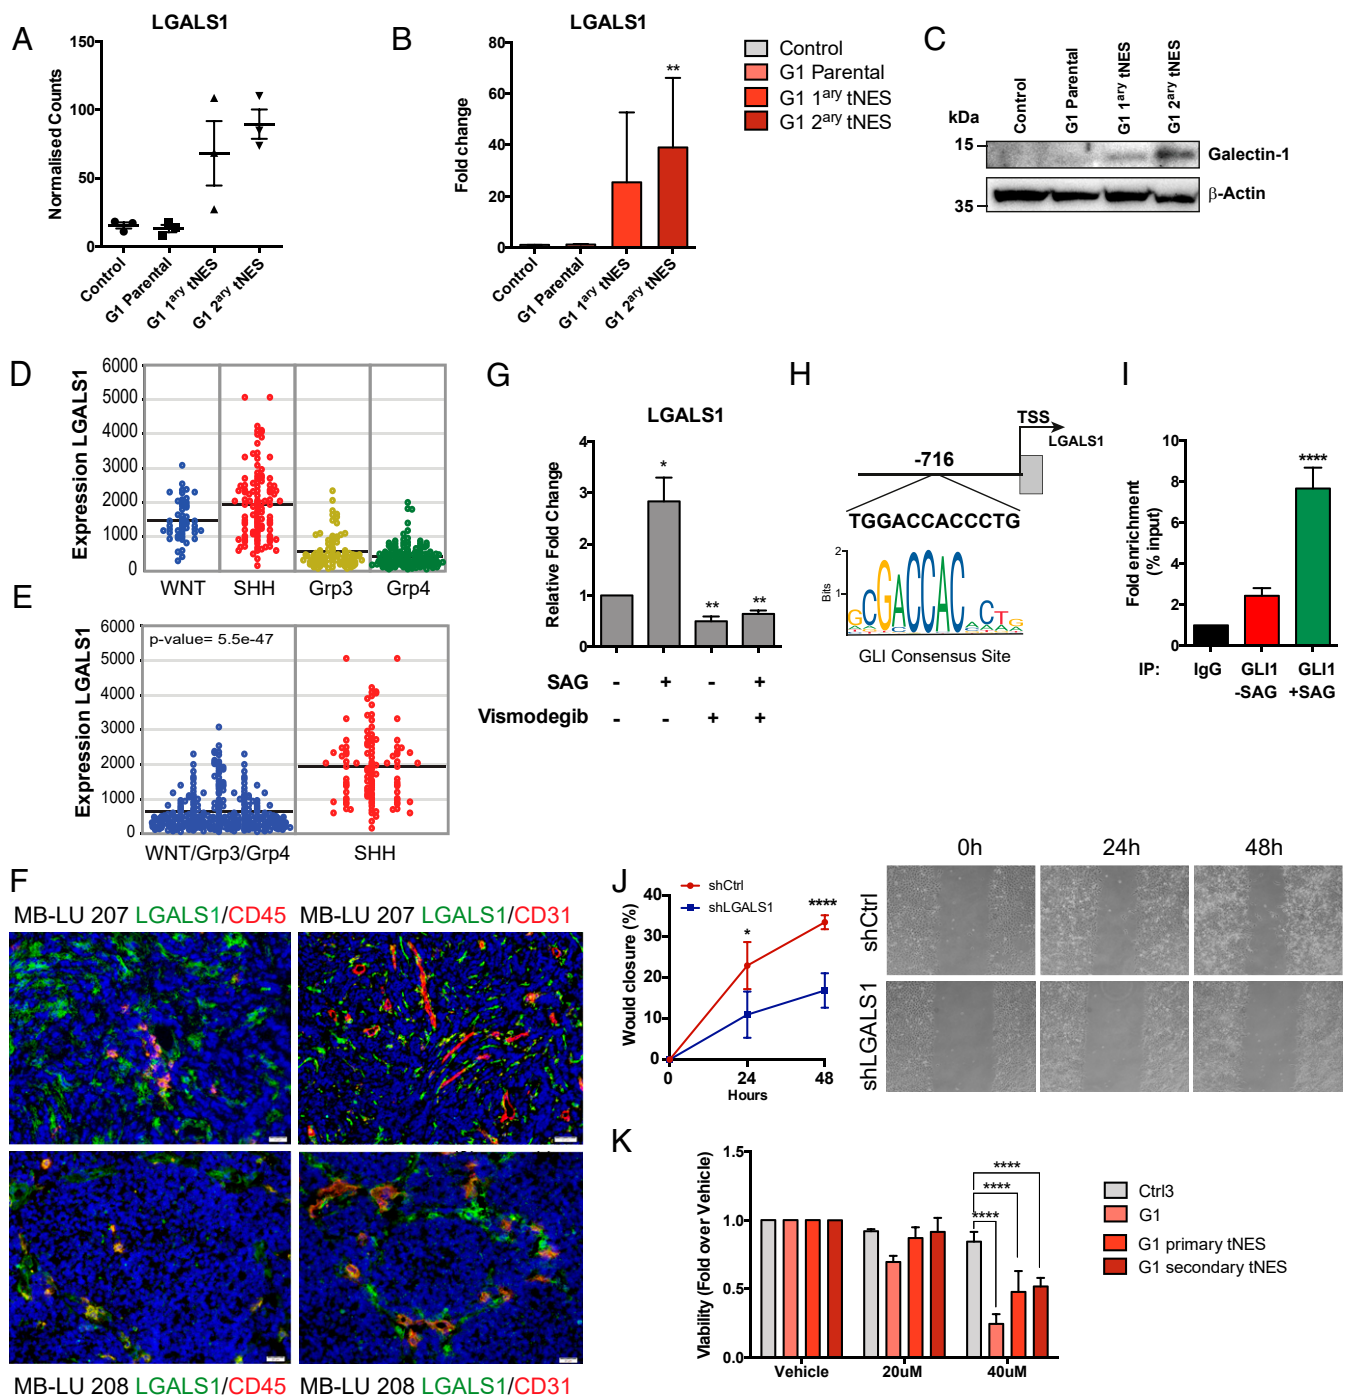 A
LGALS1
Normalised Counts
150
100
50
0
Control
G1 Parental
G1 1ary tNES
G1 2ary tNES
B
LGALS1
Fold change
80
60
40
20
0
**
Control
G1 Parental
G1 1ary tNES
G1 2ary tNES
Control
G1 Parental
G1 1ary tNES
G1 2ary tNES
C
kDa
Control
G1 Parental
G1 1ary tNES
G1 2ary tNES
15
Galectin-1
35
β-Actin
D
Expression LGALS1
6000
5000
4000
3000
2000
1000
0
WNT SHH Grp3 Grp4
E
Expression LGALS1
p-value= 5.5e-47
6000
5000
4000
3000
2000
1000
0
WNT/Grp3/Grp4 SHH
F
MB-LU 207 LGALS1/CD45
MB-LU 207 LGALS1/CD31
MB-LU 208 LGALS1/CD45
MB-LU 208 LGALS1/CD31
G
LGALS1
Relative Fold Change
4
3
2
1
0
*
**
**
SAG - + - +
Vismodegib - - + +
H
TSS
LGALS1
-716
TGGACCACCCTG
Bits
2
1
GCGACCACNCTG
GLI Consensus Site
I
Fold enrichment
(% input)
10
8
6
4
2
0
****
IP: IgG GLI1 -SAG GLI1 +SAG
J
Would closure (%)
40
30
20
10
0
shCtrl
shLGALS1
*
****
0 24 48
Hours
0h 24h 48h
shCtrl
shLGALS1
K
VIability (Fold over Vehicle)
1.5
1.0
0.5
0.0
****
****
****
Vehicle 20uM 40uM
Ctrl3
G1
G1 primary tNES
G1 secondary tNES